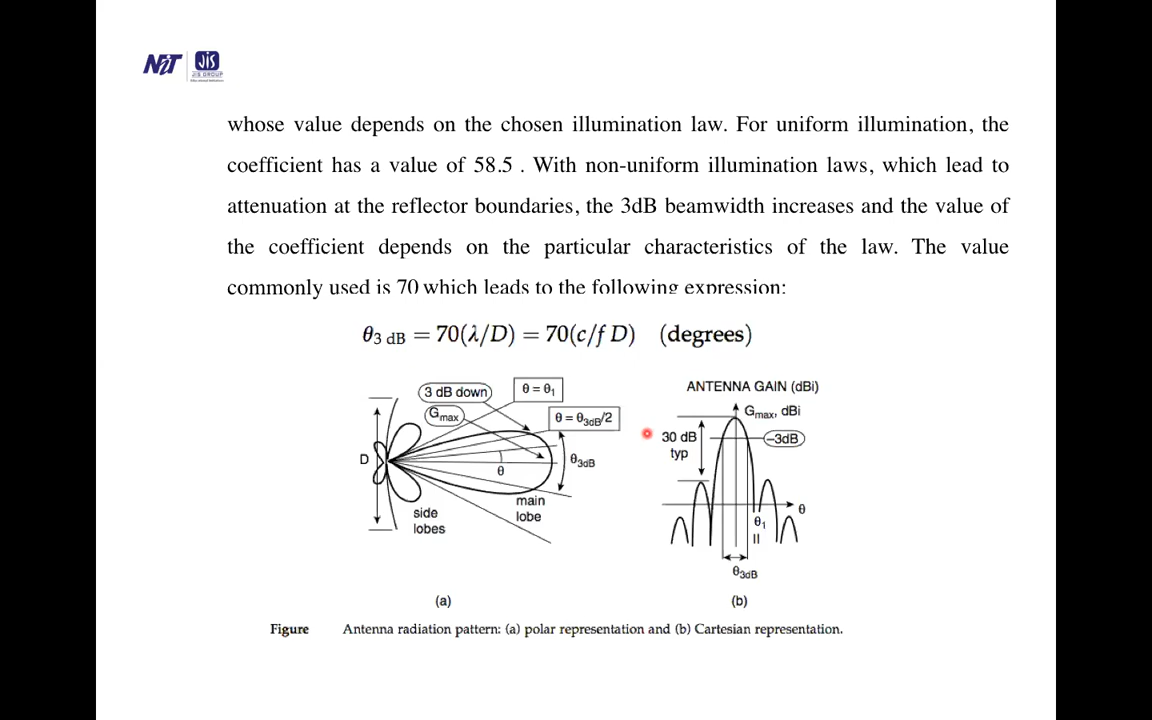 NiT JIS
JIS GROUP
whose value depends on the chosen illumination law. For uniform illumination, the
coefficient has a value of 58.5 . With non-uniform illumination laws, which lead to
attenuation at the reflector boundaries, the 3dB beamwidth increases and the value of
the coefficient depends on the particular characteristics of the law. The value
commonly used is 70 which leads to the following expression:
θ3 dB = 70(λ/D) = 70(c/f D) (degrees)
3 dB down
θ = θ1
Gmax
θ = θ3dB/2
D
θ
θ3dB
main
lobe
side
lobes
(a)
ANTENNA GAIN (dBi)
Gmax, dBi
30 dB
typ
–3dB
θ
θ1
=
θ3dB
(b)
Figure Antenna radiation pattern: (a) polar representation and (b) Cartesian representation.